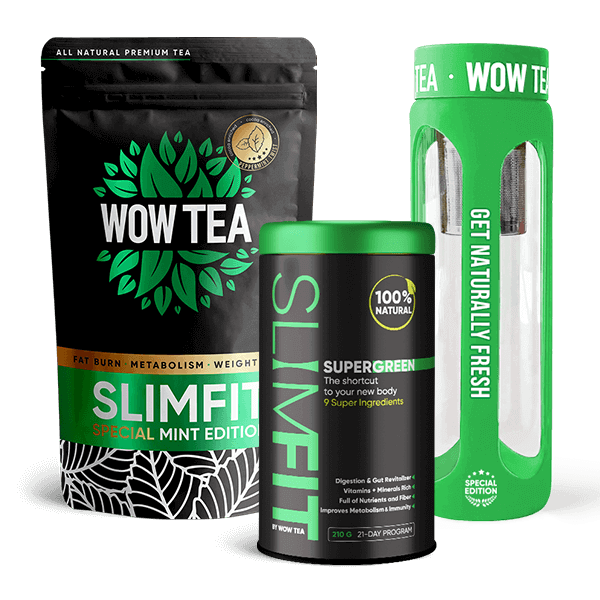 ALL NATURAL PREMIUM TEA
PEPPERMINT TASTE
WOW TEA
FAT BURN · METABOLISM · WEIGHT
SLIMFIT
SPECIAL MINT EDITION
SLIMFIT
BY WOW TEA
100%
NATURAL
SUPERGREEN
The shortcut
to your new body
9 Super Ingredients
Digestion & Gut Revitalizer
Vitamins + Minerals Rich
Full of Nutrients and Fiber
Improves Metabolism & Immunity
210 G 21-DAY PROGRAM
TEA · WOW TEA
GET NATURALLY FRESH
SPECIAL
EDITION